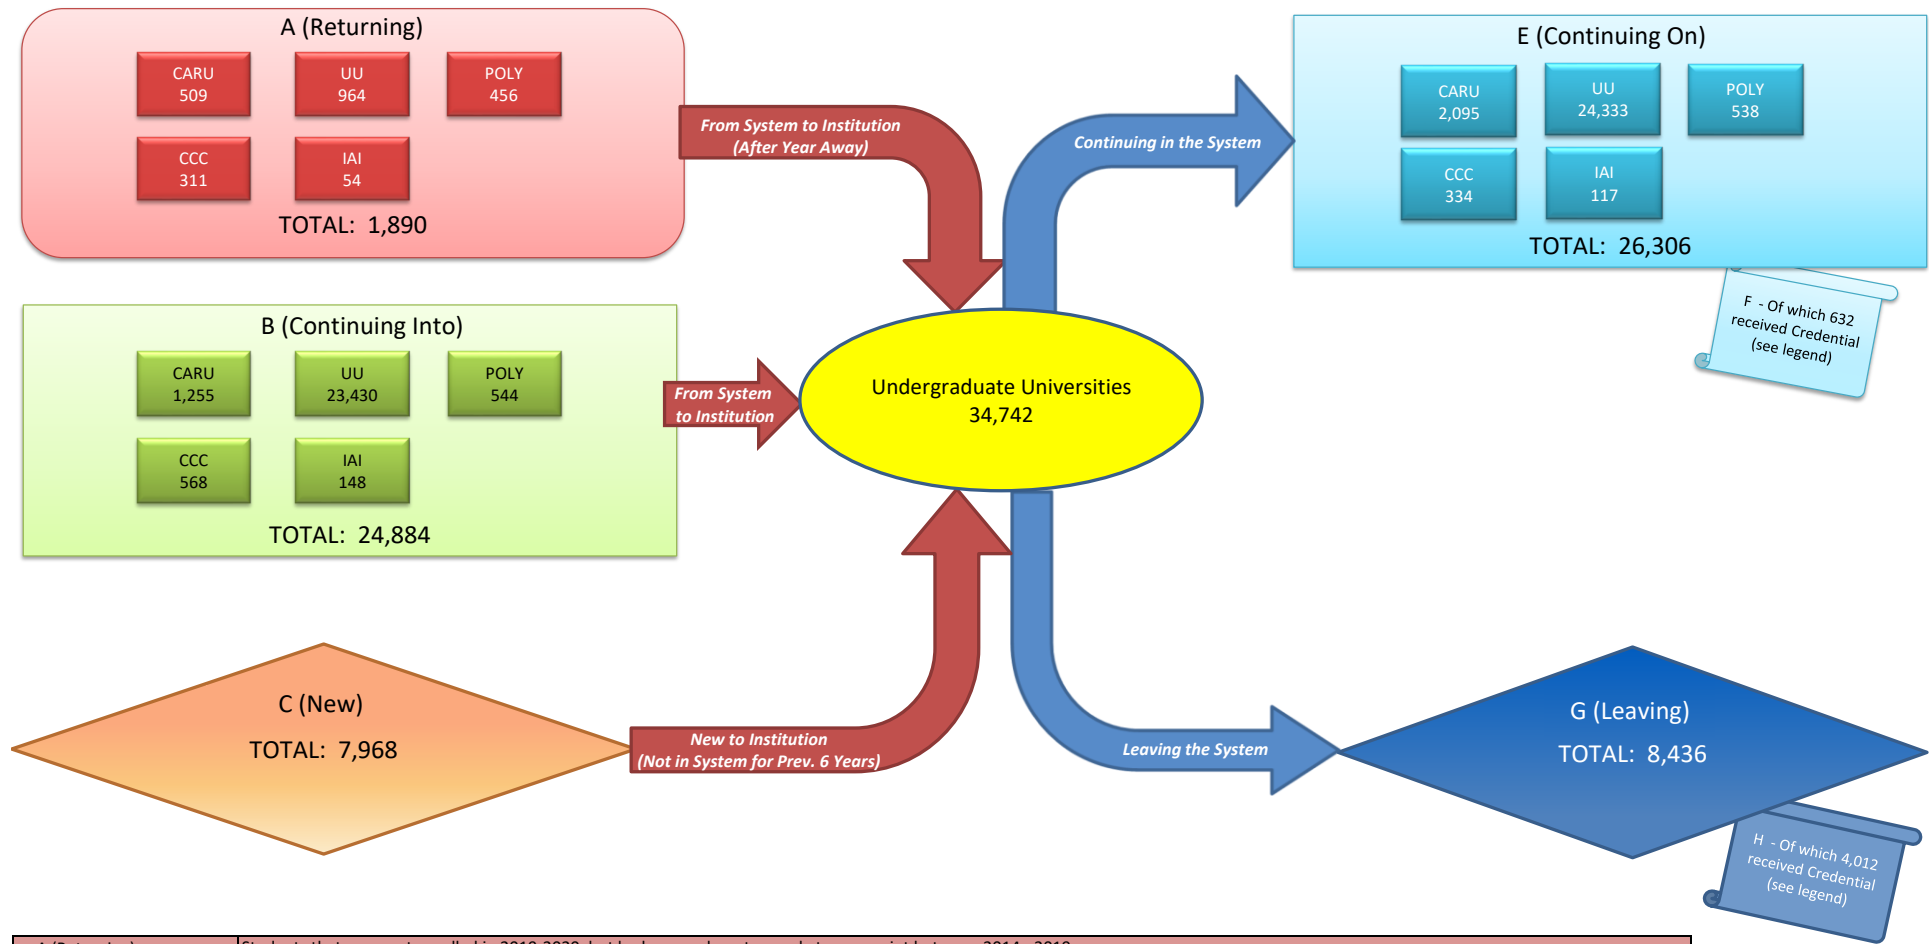 A (Returning)
CARU
509
UU
964
POLY
456
CCC
311
IAI
54
TOTAL: 1,890
From System to Institution
(After Year Away)
B (Continuing Into)
CARU
1,255
UU
23,430
POLY
544
CCC
568
IAI
148
TOTAL: 24,884
From System
to Institution
C (New)
TOTAL: 7,968
New to Institution
(Not in System for Prev. 6 Years)
Undergraduate Universities
34,742
Continuing in the System
E (Continuing On)
CARU
2,095
UU
24,333
POLY
538
CCC
334
IAI
117
TOTAL: 26,306
F - Of which 632
received Credential
(see legend)
Leaving the System
G (Leaving)
TOTAL: 8,436
H - Of which 4,012
received Credential
(see legend)